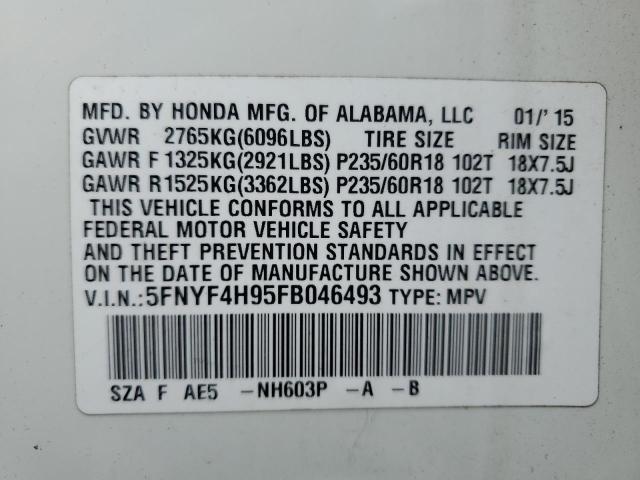 MFD. BY HONDA MFG. OF ALABAMA, LLC 01/'15
GVWR 2765KG(6096LBS) TIRE SIZE RIM SIZE
GAWR F 1325KG(2921LBS) P235/60R18 102T 18X7.5J
GAWR R 1525KG(3362LBS) P235/60R18 102T 18X7.5J
THIS VEHICLE CONFORMS TO ALL APPLICABLE
FEDERAL MOTOR VEHICLE SAFETY
AND THEFT PREVENTION STANDARDS IN EFFECT
ON THE DATE OF MANUFACTURE SHOWN ABOVE.
V.I.N.:5FNYF4H95FB046493 TYPE: MPV
SZA F AE5 -NH603P -A -B